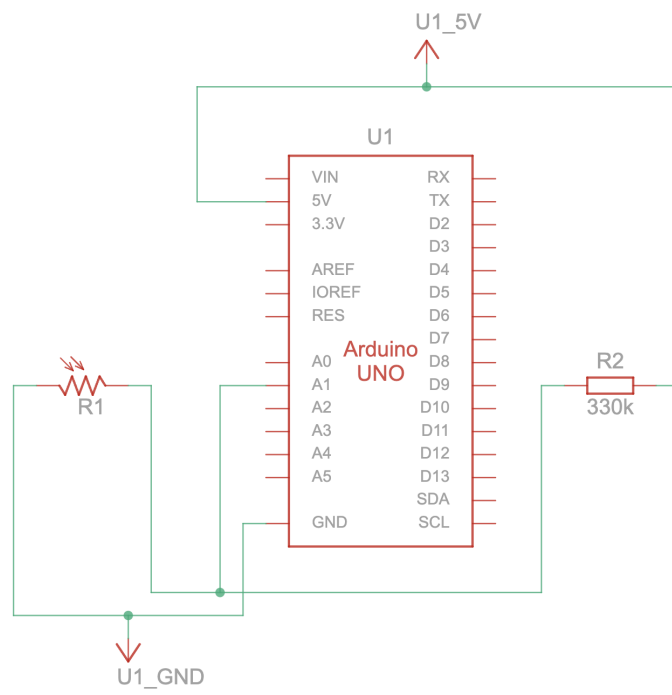 U1_5V
U1
VIN RX
5V TX
3.3V D2
D3
AREF D4
IOREF D5
RES D6
D7
Arduino
UNO
A0 D8
A1 D9
A2 D10
A3 D11
A4 D12
A5 D13
SDA
GND SCL
R1
R2
330k
U1_GND